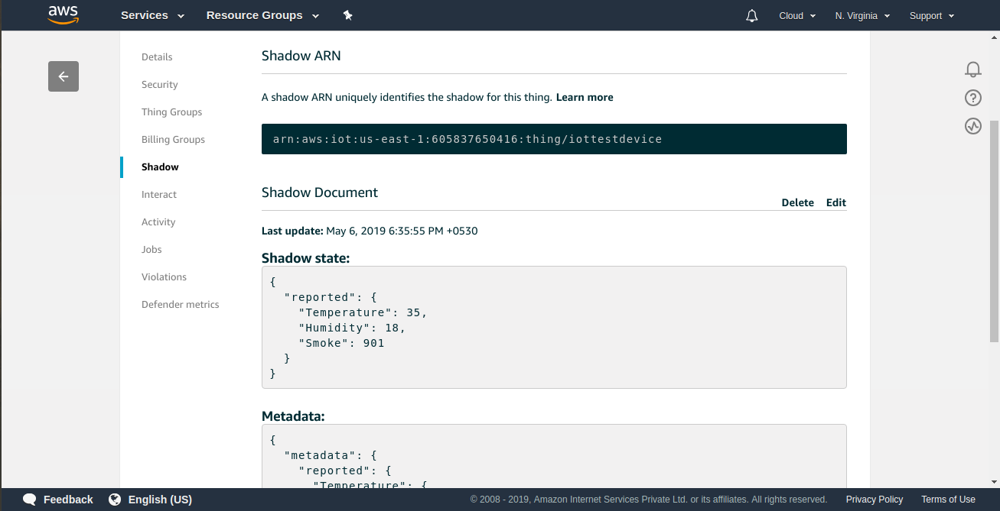 aws Services Resource Groups Cloud N. Virginia Support
Details
Security
Thing Groups
Billing Groups
Shadow
Interact
Activity
Jobs
Violations
Defender metrics
Shadow ARN
A shadow ARN uniquely identifies the shadow for this thing. Learn more
arn:aws:iot:us-east-1:605837650416:thing/iottestdevice
Shadow Document
Delete Edit
Last update: May 6, 2019 6:35:55 PM +0530
Shadow state:
{
"reported": {
"Temperature": 35,
"Humidity": 18,
"Smoke": 901
}
}
Metadata:
{
"metadata": {
"reported": {
"Temperature": {
Feedback English (US) © 2008 - 2019, Amazon Internet Services Private Ltd. or its affiliates. All rights reserved. Privacy Policy Terms of Use